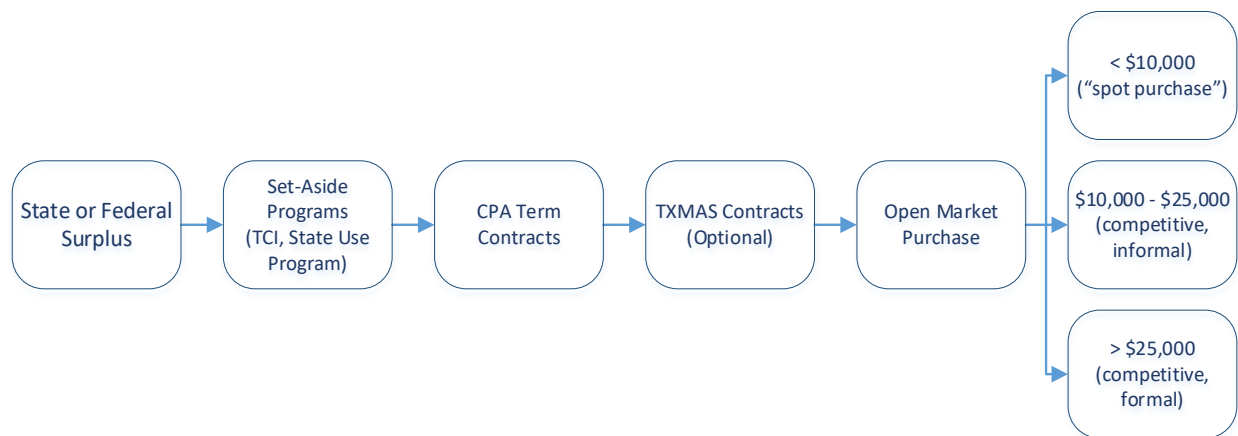 State or Federal
Surplus
Set-Aside
Programs
(TCI, State Use
Program)
CPA Term
Contracts
TXMAS Contracts
(Optional)
Open Market
Purchase
< $10,000
(“spot purchase”)
$10,000 - $25,000
(competitive,
informal)
> $25,000
(competitive,
formal)